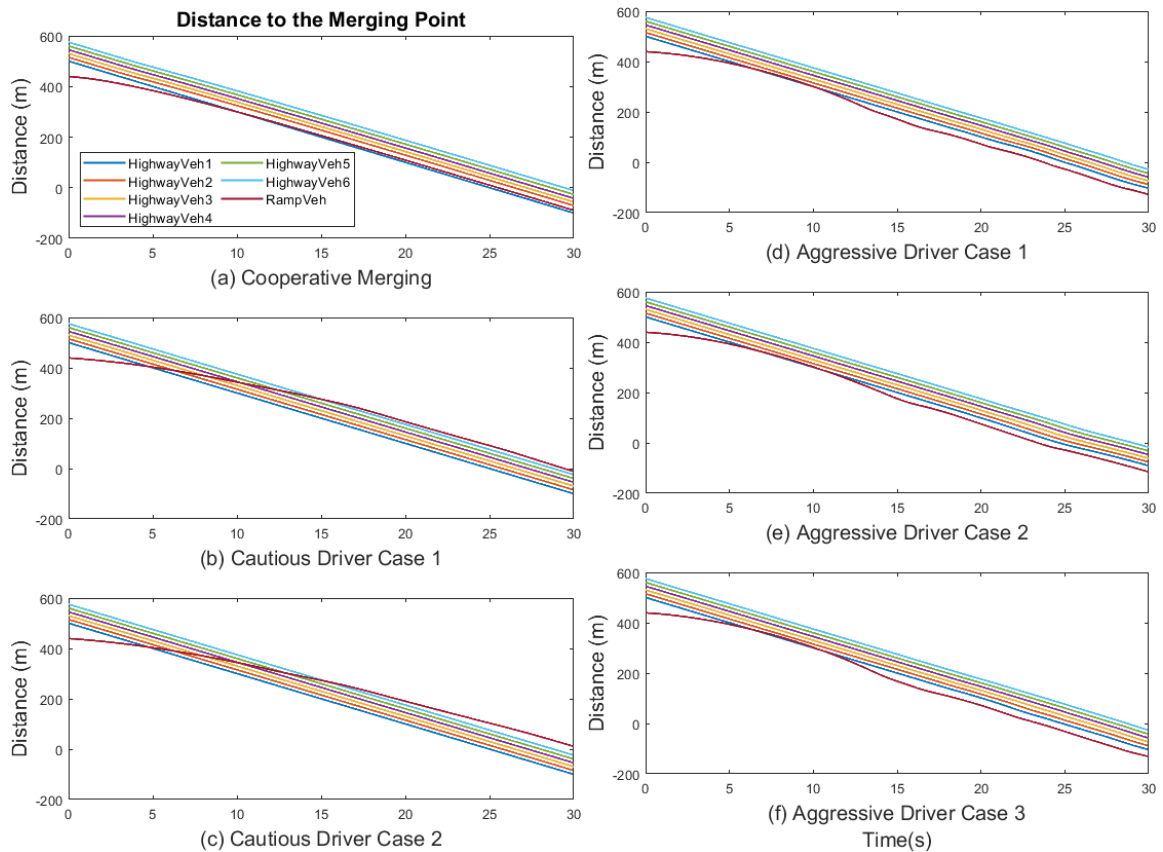 Distance to the Merging Point
600
400
200
0
-200
Distance (m)
HighwayVeh1
HighwayVeh2
HighwayVeh3
HighwayVeh4
HighwayVeh5
HighwayVeh6
RampVeh
0 5 10 15 20 25 30
(a) Cooperative Merging
600
400
200
0
-200
Distance (m)
0 5 10 15 20 25 30
(b) Cautious Driver Case 1
600
400
200
0
-200
Distance (m)
0 5 10 15 20 25 30
(c) Cautious Driver Case 2
600
400
200
0
-200
Distance (m)
0 5 10 15 20 25 30
(d) Aggressive Driver Case 1
600
400
200
0
-200
Distance (m)
0 5 10 15 20 25 30
(e) Aggressive Driver Case 2
600
400
200
0
-200
Distance (m)
0 5 10 15 20 25 30
(f) Aggressive Driver Case 3
Time(s)